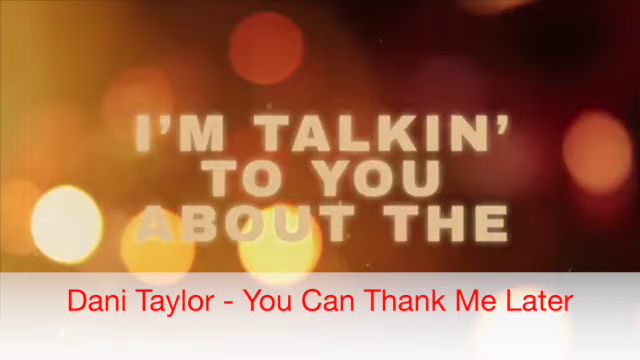 I'M TALKIN'
TO YOU
ABOUT THE
Dani Taylor - You Can Thank Me Later